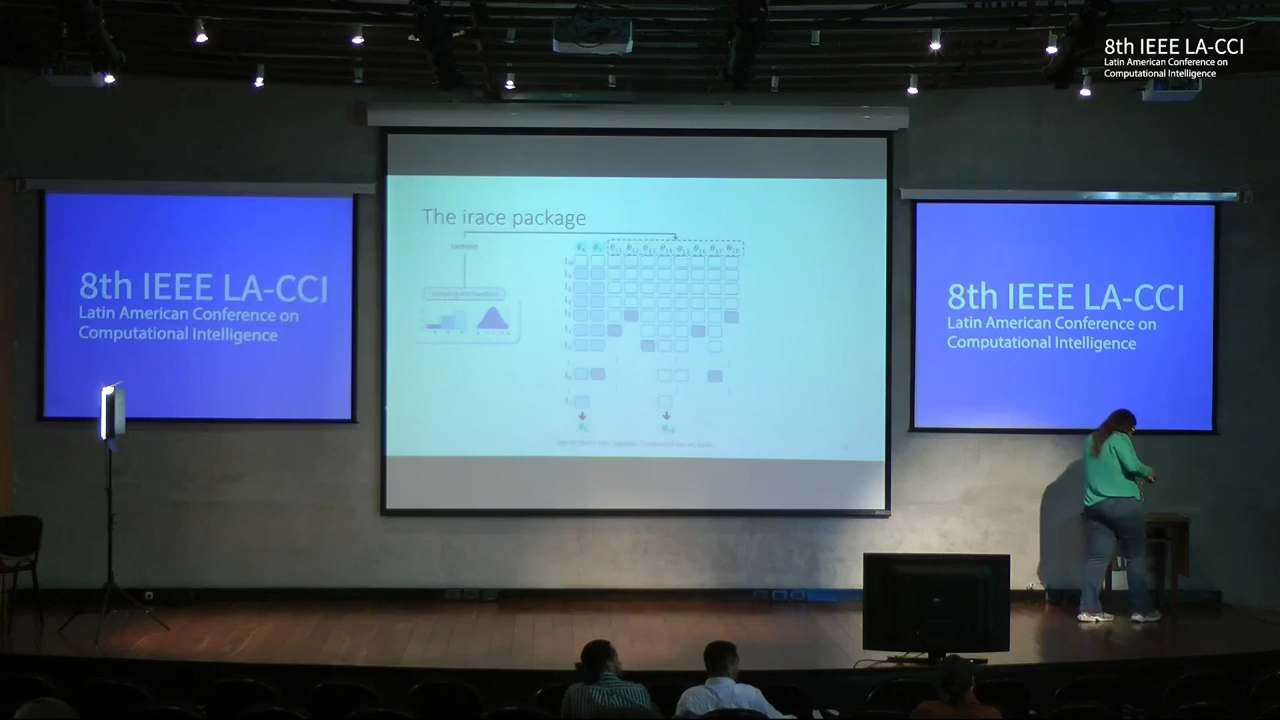 8th IEEE LA-CCI
Latin American Conference on
Computational Intelligence
The irace package
sample
8th IEEE LA-CCI
Latin American Conference on
Computational Intelligence
8th IEEE LA-CCI
Latin American Conference on
Computational Intelligence